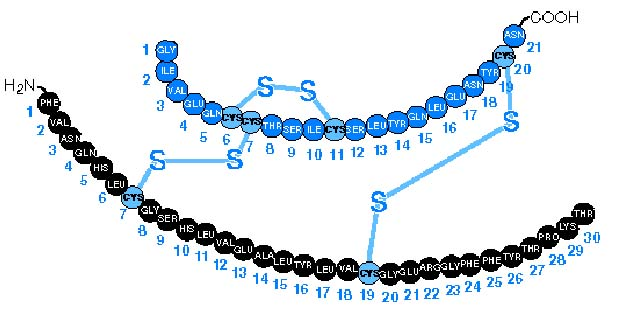 COOH
GLY ILE VAL GLU GLN CYS CYS THR SER ILE CYS SER LEU TYR GLN LEU GLU ASN TYR CYS ASN
1 2 3 4 5 6 7 8 9 10 11 12 13 14 15 16 17 18 19 20 21
S S
S S
S
S
H₂N
PHE VAL ASN GLN HIS LEU CYS GLY SER HIS LEU VAL GLU ALA LEU TYR LEU VAL CYS GLY GLU ARG GLY PHE PHE TYR THR PRO LYS THR
1 2 3 4 5 6 7 8 9 10 11 12 13 14 15 16 17 18 19 20 21 22 23 24 25 26 27 28 29 30